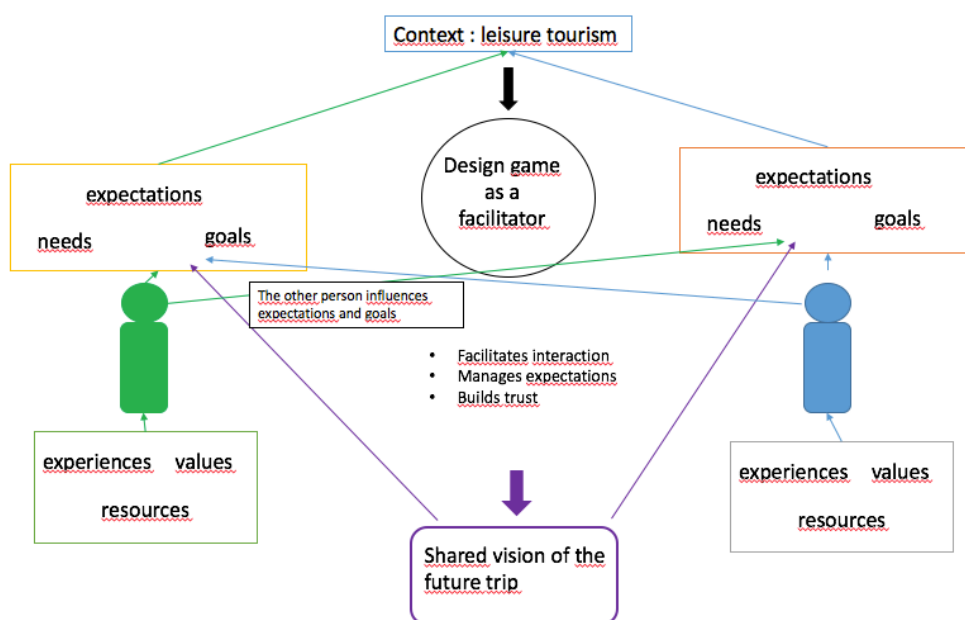 Context : leisure tourism
Design game
as a
facilitator
expectations
needs
goals
expectations
needs
goals
The other person influences
expectations and goals
• Facilitates interaction
• Manages expectations
• Builds trust
experiences values
resources
experiences values
resources
Shared vision of the
future trip